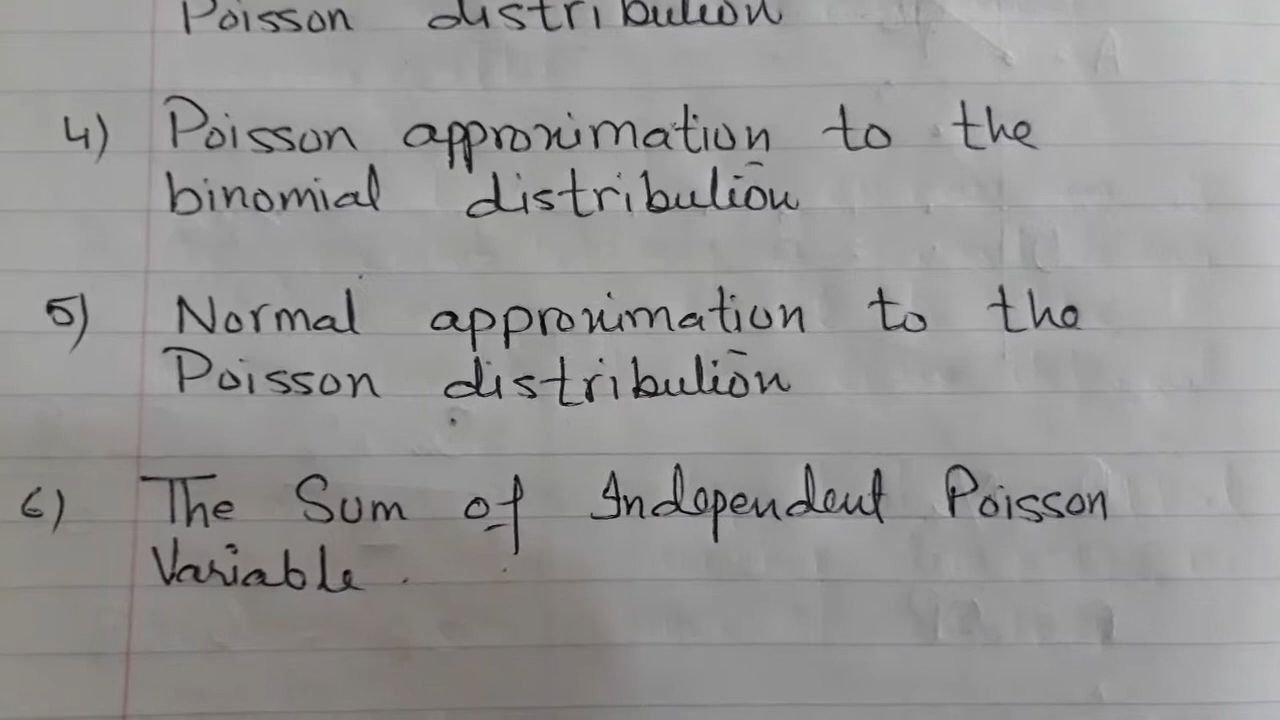 Poisson distribution
4) Poisson approximation to the
binomial distribution
5) Normal approximation to the
Poisson distribution
6) The Sum of Independent Poisson
Variable.